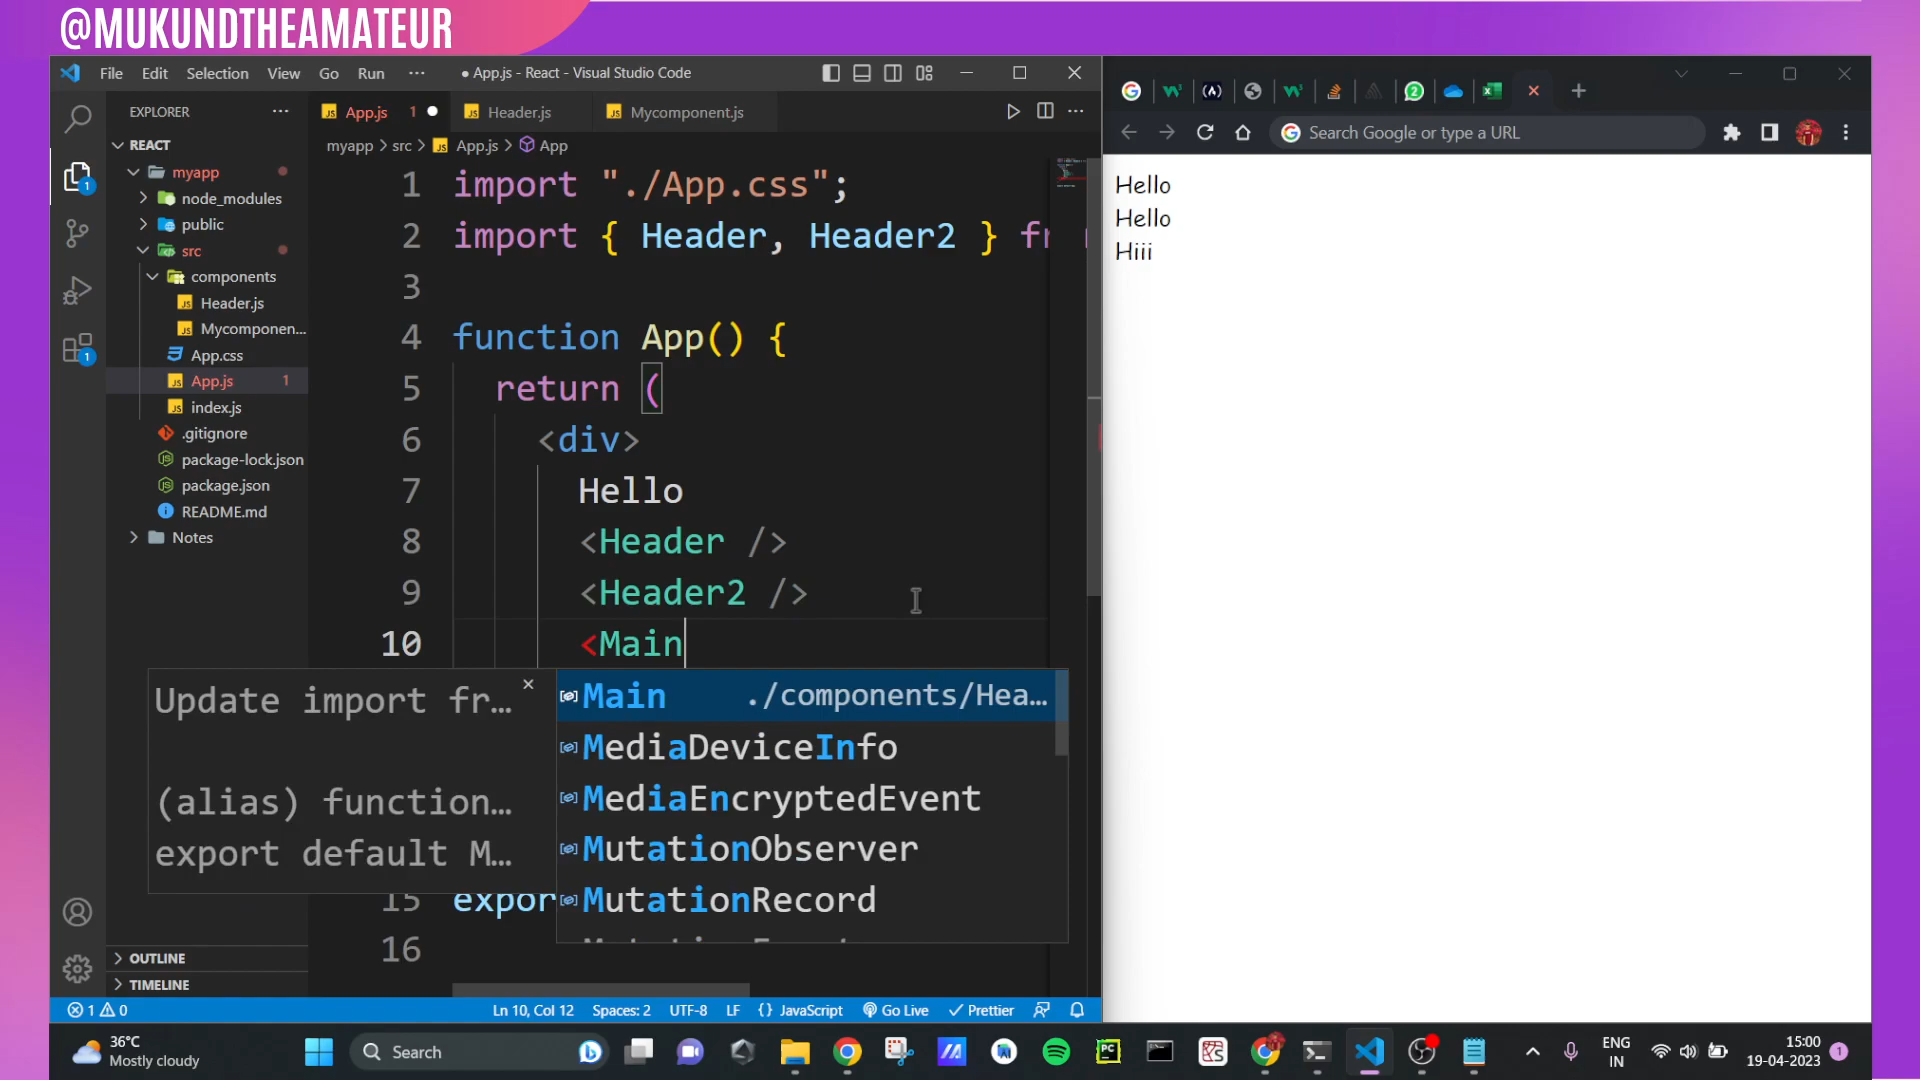 @MUKUNDTHEAMATEUR
File Edit Selection View Go Run ···
● App.js - React - Visual Studio Code
EXPLORER ···
REACT
myapp
node_modules
public
src
components
Header.js
Mycomponen...
App.css
App.js 1
index.js
.gitignore
package-lock.json
package.json
README.md
Notes
OUTLINE
TIMELINE
App.js 1 ●
Header.js
Mycomponent.js
myapp > src > App.js > App
1 import "./App.css";
2 import { Header, Header2 } fr
3
4 function App() {
5 return (
6 <div>
7 Hello
8 <Header />
9 <Header2 />
10 <Main
Update import fr...
(alias) function...
export default M...
Main ./components/Hea...
MediaDeviceInfo
MediaEncryptedEvent
MutationObserver
MutationRecord
15 expor
16
1 0
Ln 10, Col 12 Spaces: 2 UTF-8 LF {} JavaScript Go Live Prettier
Search Google or type a URL
Hello
Hello
Hiii
36°C
Mostly cloudy
Search
ENG
IN
15:00
19-04-2023
1